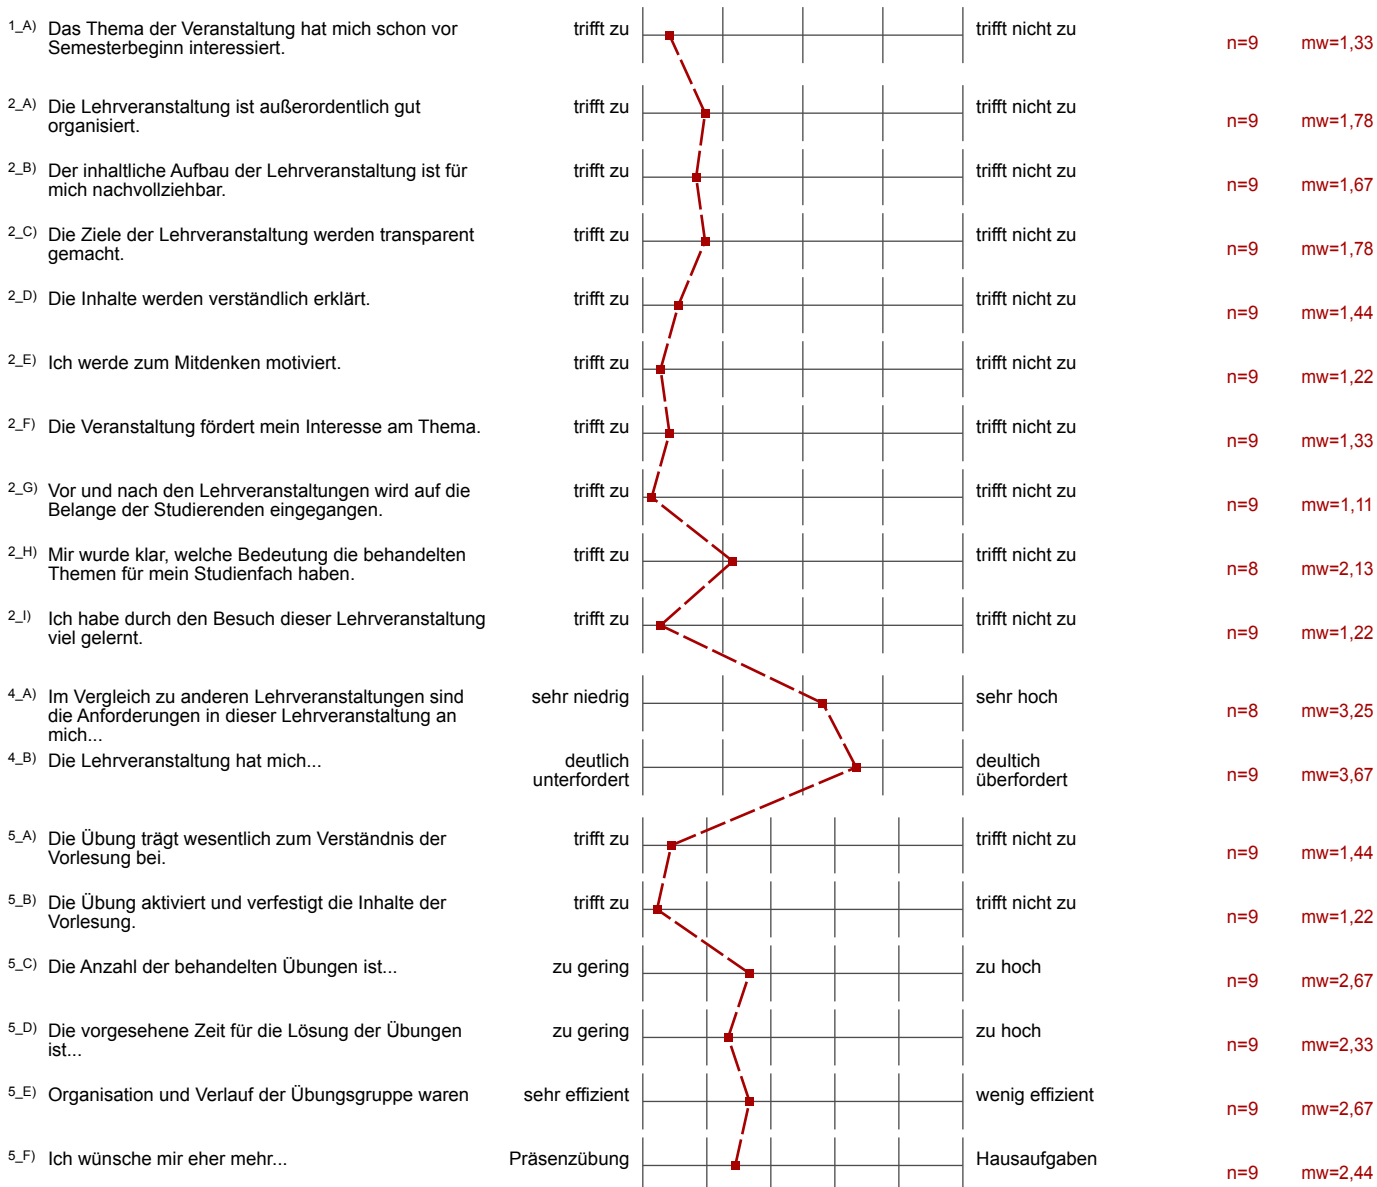 1_A) Das Thema der Veranstaltung hat mich schon vor Semesterbeginn interessiert. trifft zu trifft nicht zu n=9 mw=1,33
2_A) Die Lehrveranstaltung ist außerordentlich gut organisiert. trifft zu trifft nicht zu n=9 mw=1,78
2_B) Der inhaltliche Aufbau der Lehrveranstaltung ist für mich nachvollziehbar. trifft zu trifft nicht zu n=9 mw=1,67
2_C) Die Ziele der Lehrveranstaltung werden transparent gemacht. trifft zu trifft nicht zu n=9 mw=1,78
2_D) Die Inhalte werden verständlich erklärt. trifft zu trifft nicht zu n=9 mw=1,44
2_E) Ich werde zum Mitdenken motiviert. trifft zu trifft nicht zu n=9 mw=1,22
2_F) Die Veranstaltung fördert mein Interesse am Thema. trifft zu trifft nicht zu n=9 mw=1,33
2_G) Vor und nach den Lehrveranstaltungen wird auf die Belange der Studierenden eingegangen. trifft zu trifft nicht zu n=9 mw=1,11
2_H) Mir wurde klar, welche Bedeutung die behandelten Themen für mein Studienfach haben. trifft zu trifft nicht zu n=8 mw=2,13
2_I) Ich habe durch den Besuch dieser Lehrveranstaltung viel gelernt. trifft zu trifft nicht zu n=9 mw=1,22
4_A) Im Vergleich zu anderen Lehrveranstaltungen sind die Anforderungen in dieser Lehrveranstaltung an mich... sehr niedrig sehr hoch n=8 mw=3,25
4_B) Die Lehrveranstaltung hat mich... deutlich unterfordert deultich überfordert n=9 mw=3,67
5_A) Die Übung trägt wesentlich zum Verständnis der Vorlesung bei. trifft zu trifft nicht zu n=9 mw=1,44
5_B) Die Übung aktiviert und verfestigt die Inhalte der Vorlesung. trifft zu trifft nicht zu n=9 mw=1,22
5_C) Die Anzahl der behandelten Übungen ist... zu gering zu hoch n=9 mw=2,67
5_D) Die vorgesehene Zeit für die Lösung der Übungen ist... zu gering zu hoch n=9 mw=2,33
5_E) Organisation und Verlauf der Übungsgruppe waren sehr effizient wenig effizient n=9 mw=2,67
5_F) Ich wünsche mir eher mehr... Präsenzübung Hausaufgaben n=9 mw=2,44